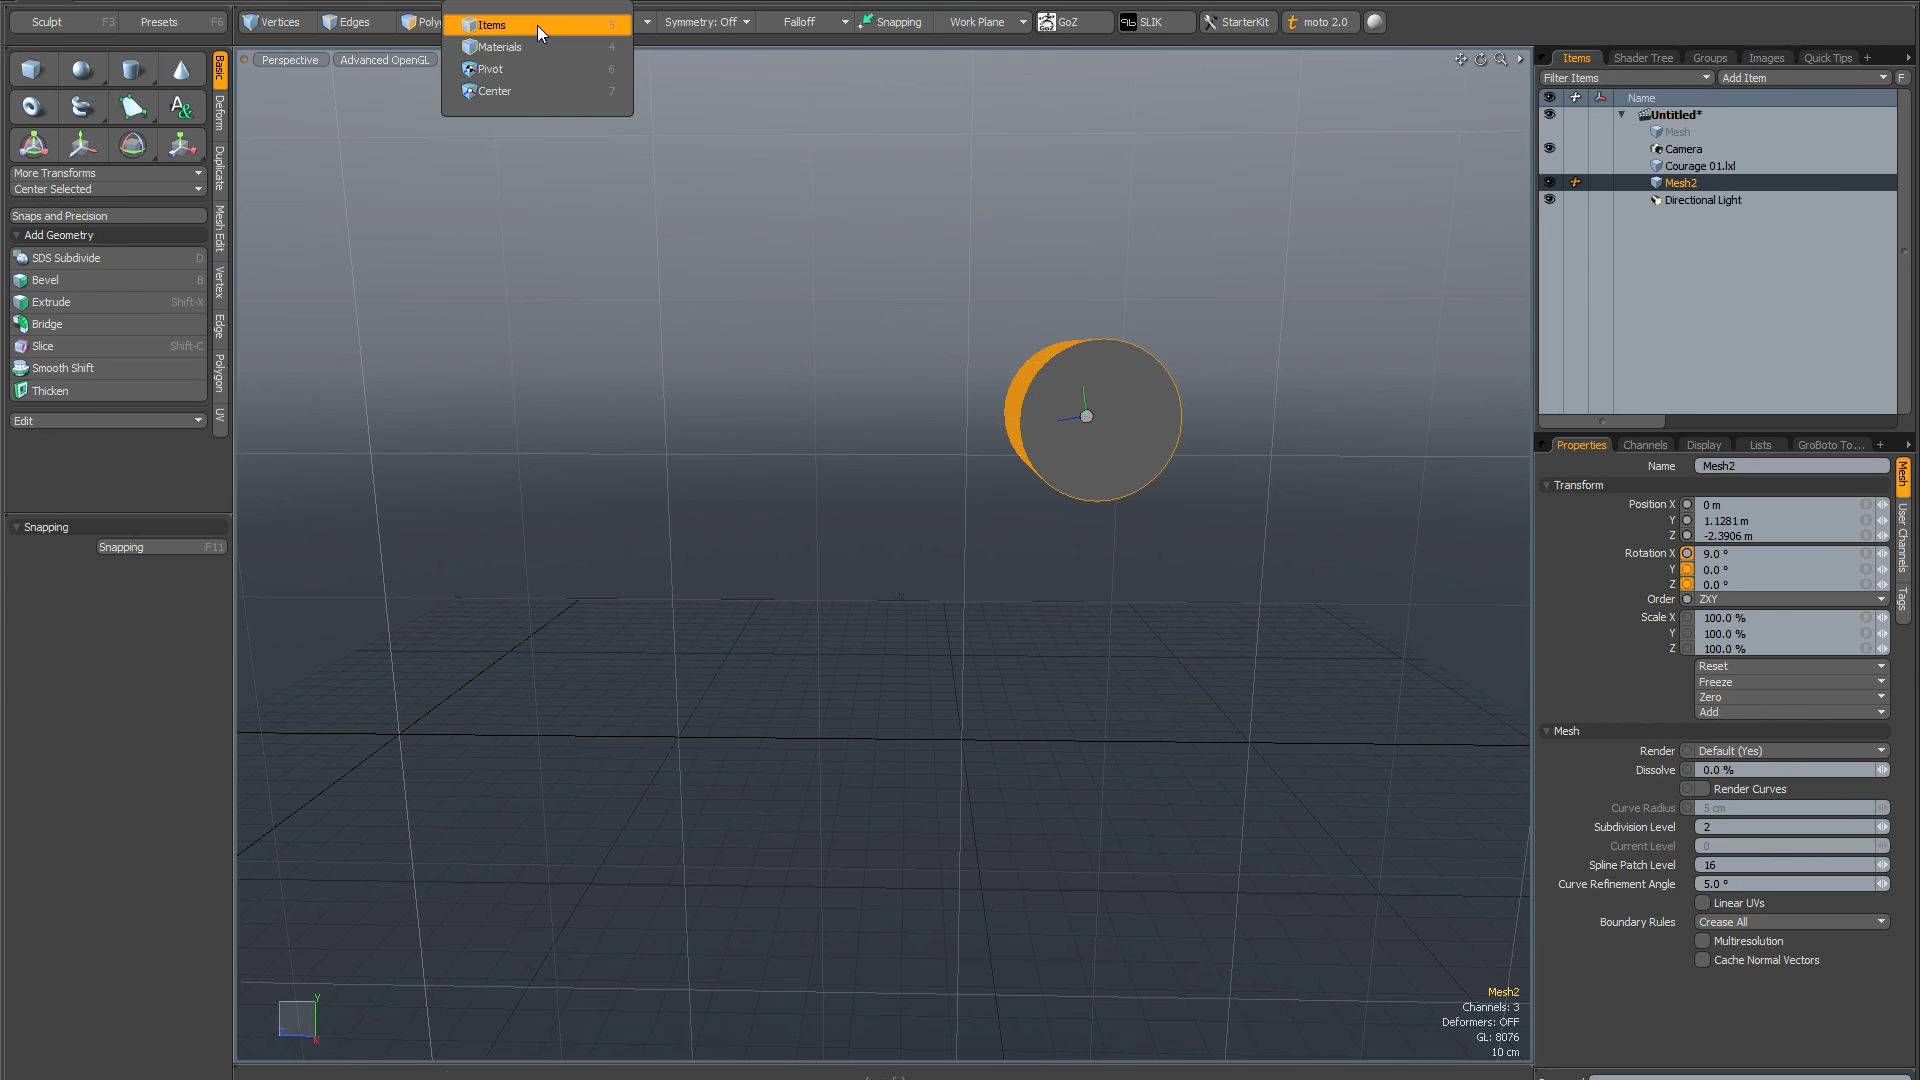 Sculpt F3 Presets F6
Vertices Edges Poly Symmetry: Off Falloff Snapping Work Plane GoZ SLIK StarterKit moto 2.0
Items 5
Materials 4
Pivot 6
Center 7
Perspective Advanced OpenGL
Basic
Deform
Duplicate
Mesh Edit
Vertex
Edge
Polygon
UV
More Transforms
Center Selected
Snaps and Precision
Add Geometry
SDS Subdivide D
Bevel B
Extrude Shift-X
Bridge
Slice Shift-C
Smooth Shift
Thicken
Edit
Snapping
Snapping F11
-X
Y
Z
X
Mesh2
Channels: 3
Deformers: OFF
GL: 8076
10 cm
Items Shader Tree Groups Images Quick Tips +
Filter Items Add Item F
Name
Untitled*
Mesh
Camera
Courage 01.lxl
Mesh2
Directional Light
Properties Channels Display Lists GroBoto To... +
Name Mesh2
Transform
Position X 0 m
Y 1.1281 m
Z -2.3906 m
Rotation X 9.0 °
Y 0.0 °
Z 0.0 °
Order ZXY
Scale X 100.0 %
Y 100.0 %
Z 100.0 %
Reset
Freeze
Zero
Add
Mesh
Render Default (Yes)
Dissolve 0.0 %
Render Curves
Curve Radius 5 cm
Subdivision Level 2
Current Level 0
Spline Patch Level 16
Curve Refinement Angle 5.0 °
Linear UVs
Boundary Rules Crease All
Multiresolution
Cache Normal Vectors
Mesh
User Channels
Tags